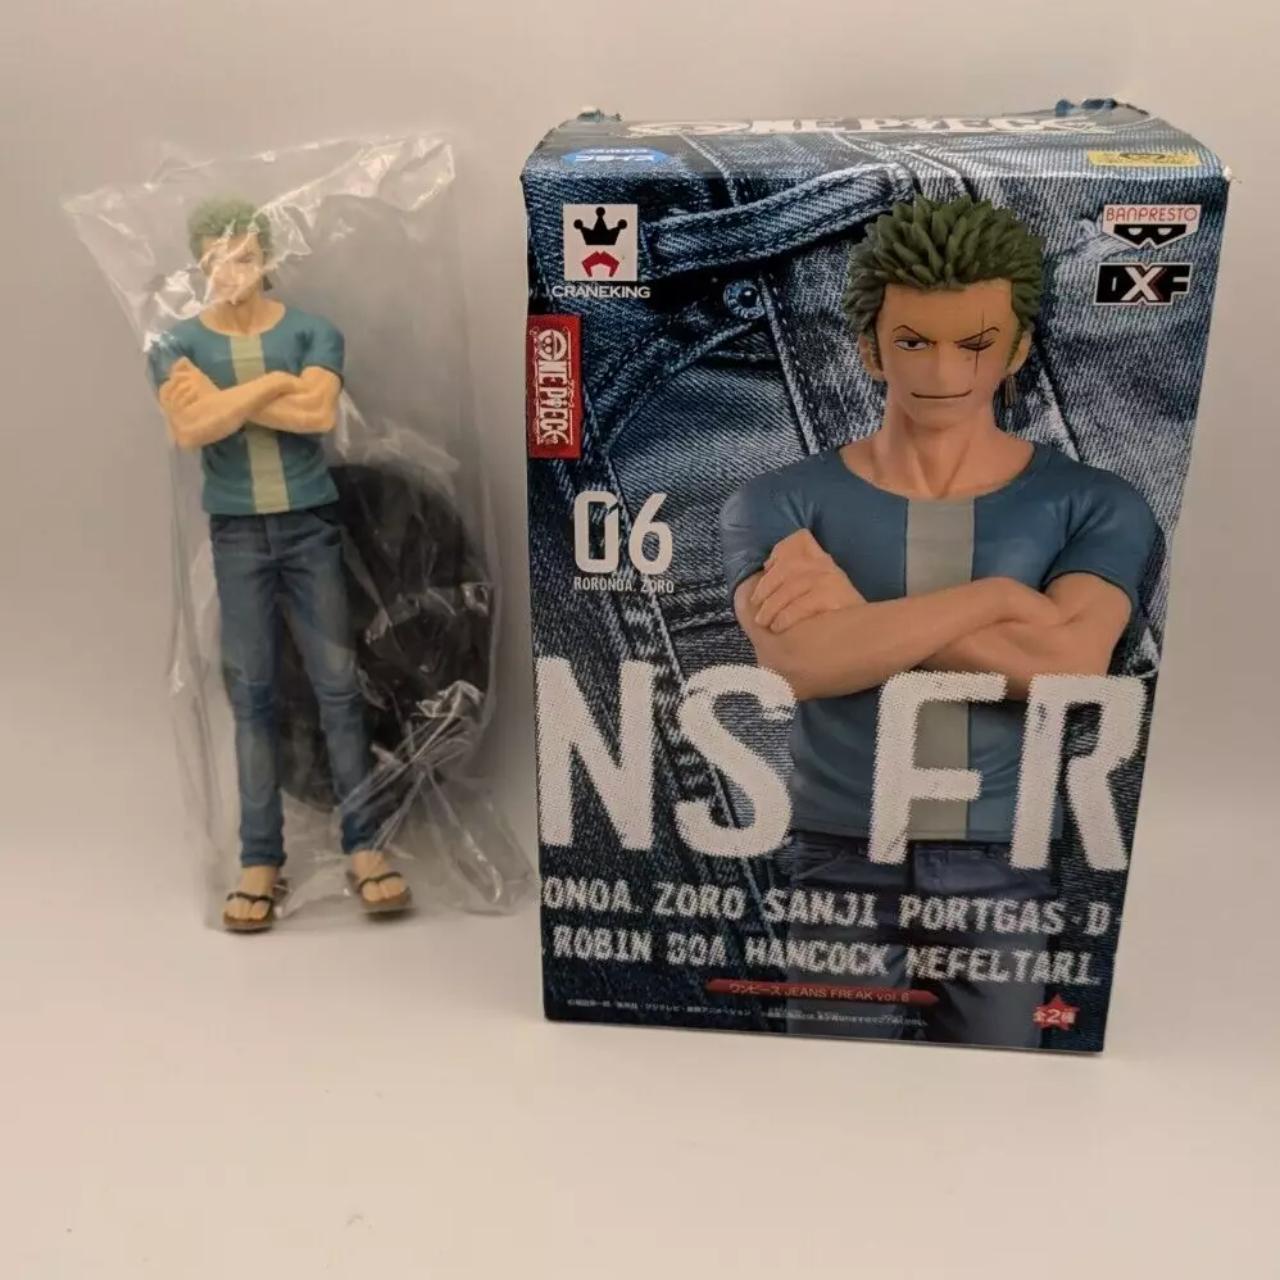 ONE PIECE
BANPRESTO
CRANEKING
DXF
ONE PIECE
06
RORONOA. ZORO
NS FR
ONOA. ZORO SANJI PORTGAS·D·
ROBIN BOA HANCOCK NEFELTARI.
ワンピース JEANS FREAK vol.6
全2種